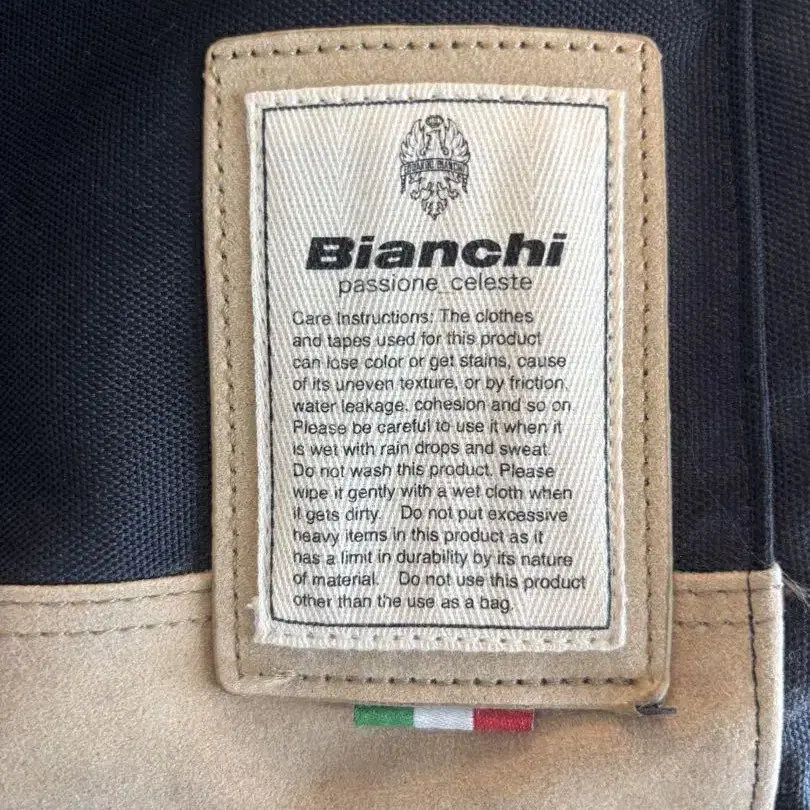 EDOARDO BIANCHI
Bianchi
passione celeste
Care Instructions: The clothes
and tapes used for this product
can lose color or get stains, cause
of its uneven texture, or by friction,
water leakage, cohesion and so on.
Please be careful to use it when it
is wet with rain drops and sweat.
Do not wash this product. Please
wipe it gently with a wet cloth when
it gets dirty. Do not put excessive
heavy items in this product as it
has a limit in durability by its nature
of material. Do not use this product
other than the use as a bag.